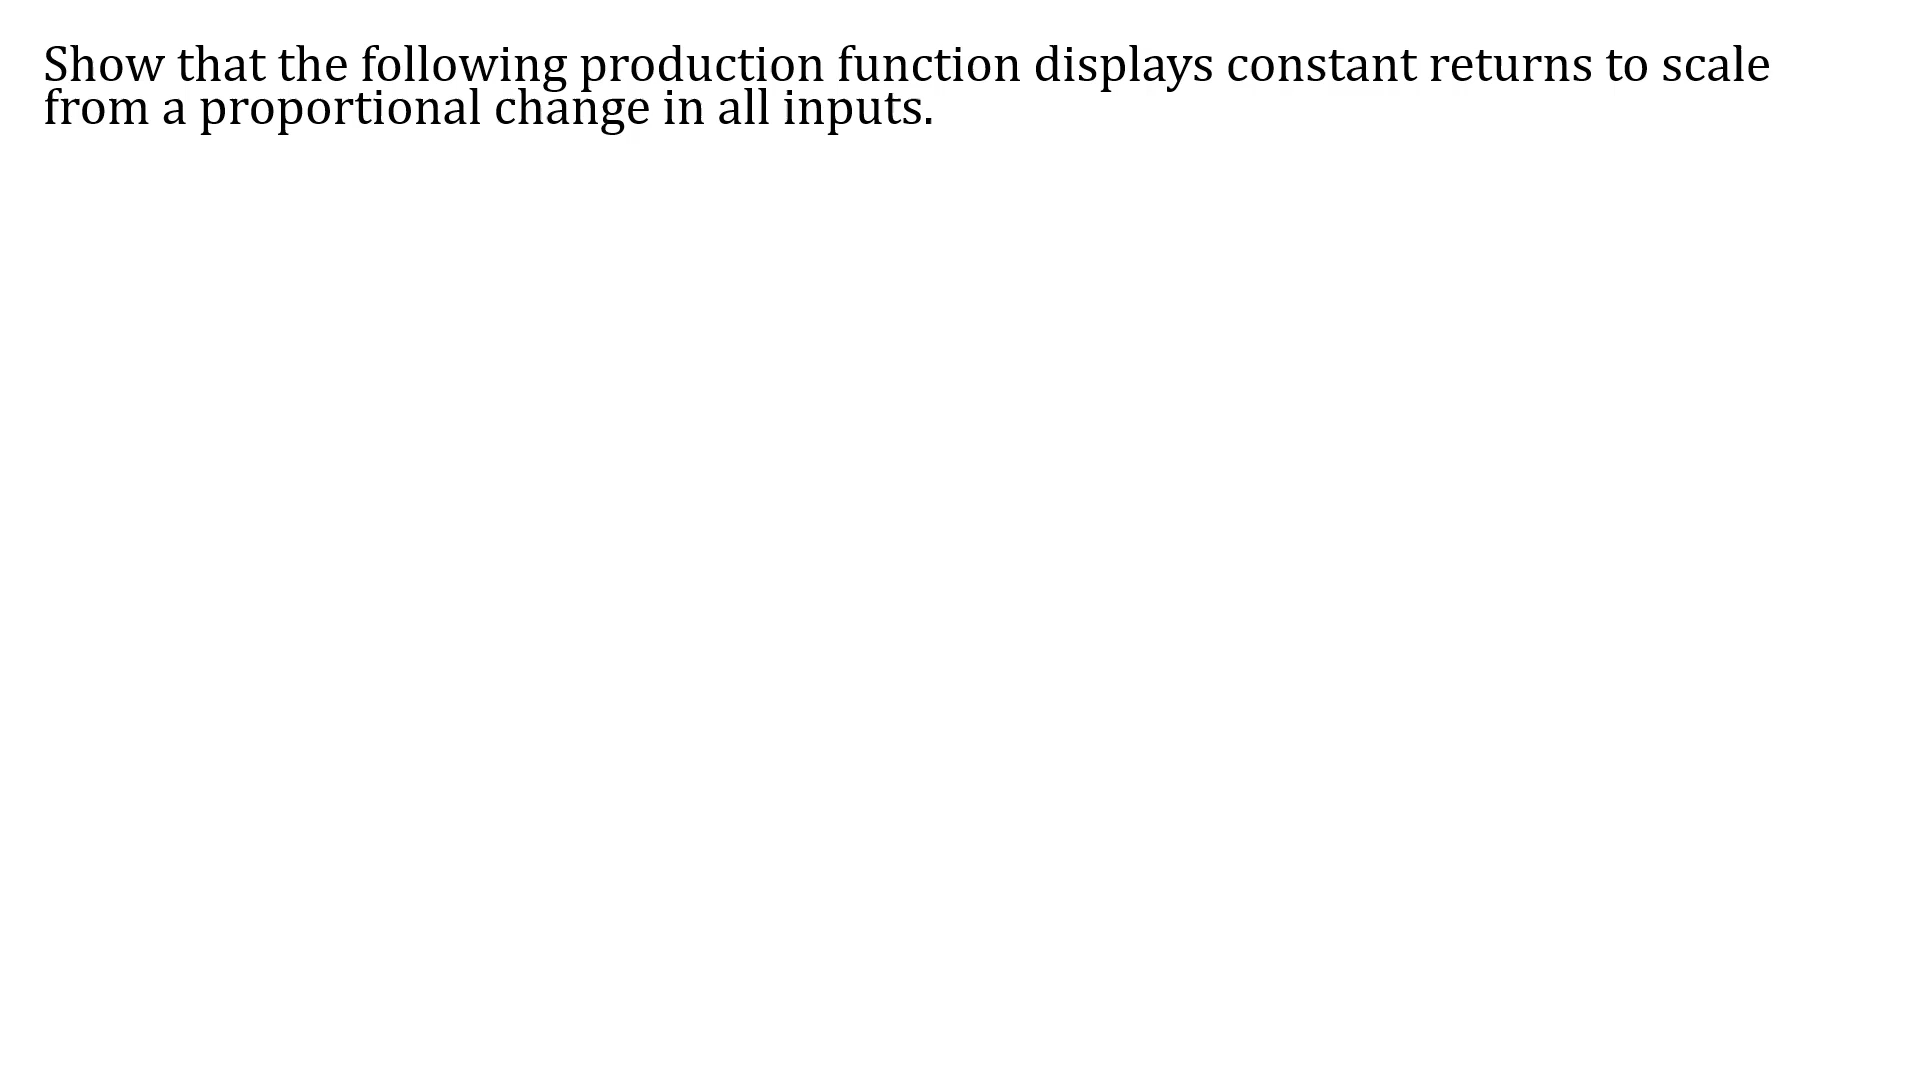 Show that the following production function displays constant returns to scale
from a proportional change in all inputs.